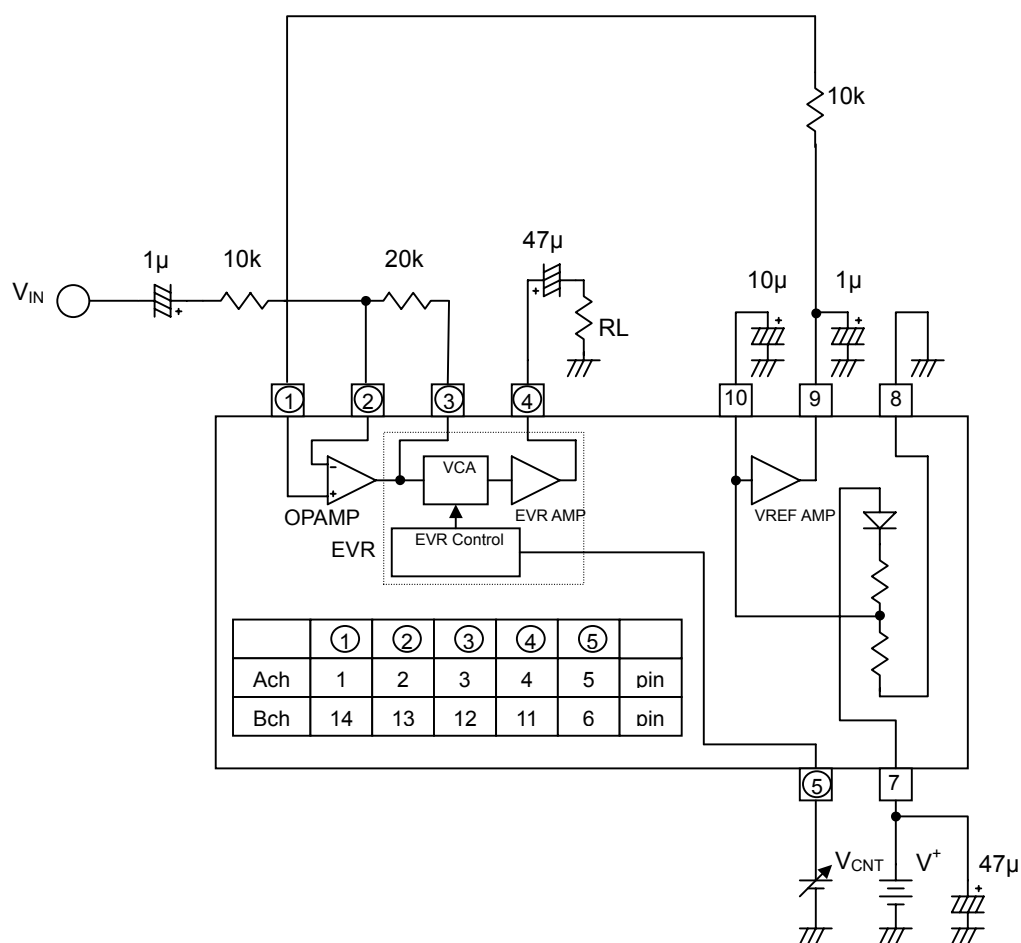 10k
47μ
1μ
10k
20k
10μ
1μ
V_IN
+
+
+
+
RL
① ② ③ ④ 10 9 8
VCA
−
+
OPAMP
EVR AMP
VREF AMP
EVR
EVR Control
① ② ③ ④ ⑤
Ach 1 2 3 4 5 pin
Bch 14 13 12 11 6 pin
⑤ 7
V_CNT
V⁺
47μ
+